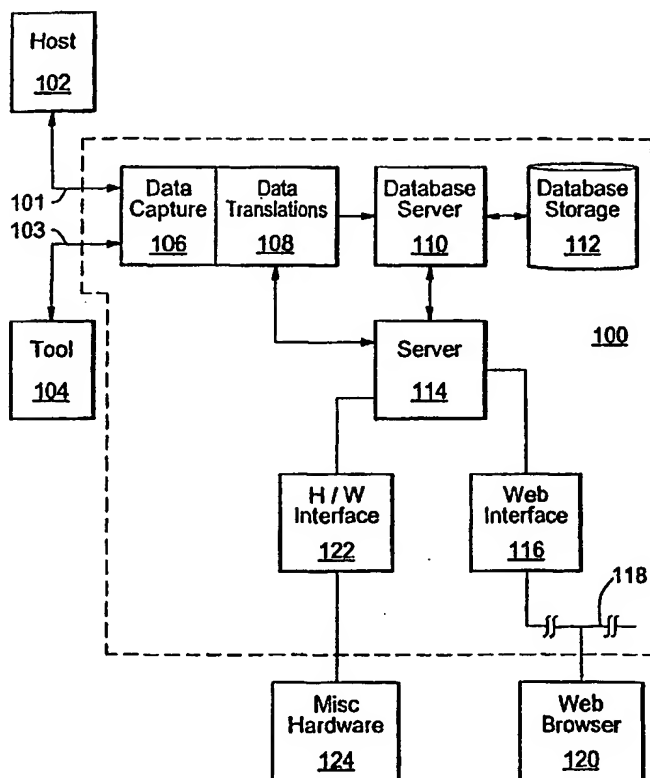 Host
102
101
103
Data
Capture
106
Data
Translations
108
Database
Server
110
Database
Storage
112
Tool
104
Server
114
100
H / W
Interface
122
Web
Interface
116
118
Misc
Hardware
124
Web
Browser
120